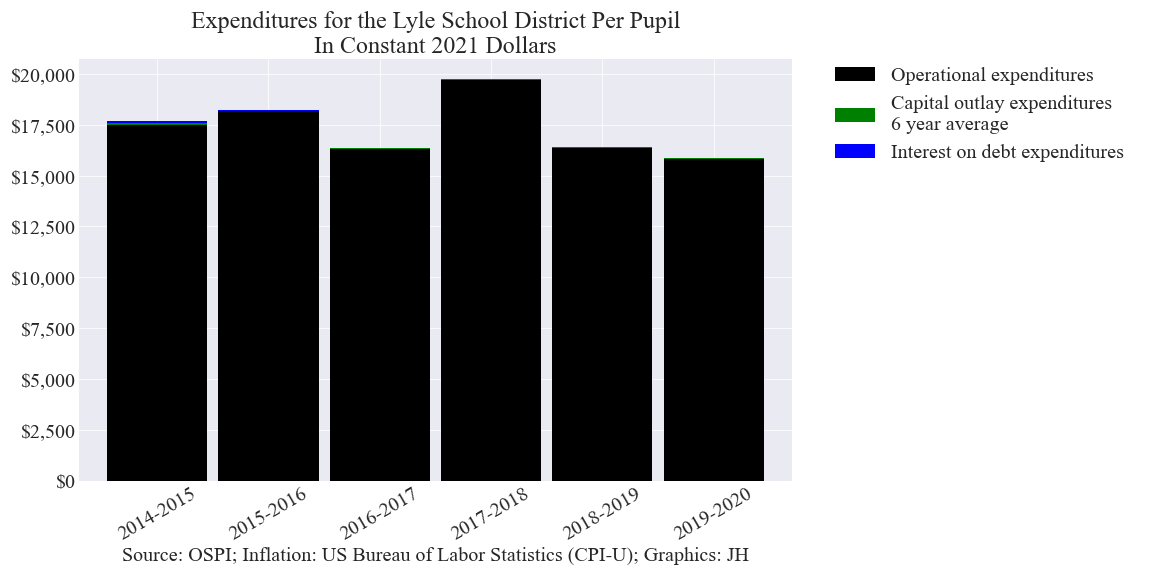 Expenditures for the Lyle School District Per Pupil
In Constant 2021 Dollars
$20,000
$17,500
$15,000
$12,500
$10,000
$7,500
$5,000
$2,500
$0
2014-2015
2015-2016
2016-2017
2017-2018
2018-2019
2019-2020
Operational expenditures
Capital outlay expenditures
6 year average
Interest on debt expenditures
Source: OSPI; Inflation: US Bureau of Labor Statistics (CPI-U); Graphics: JH